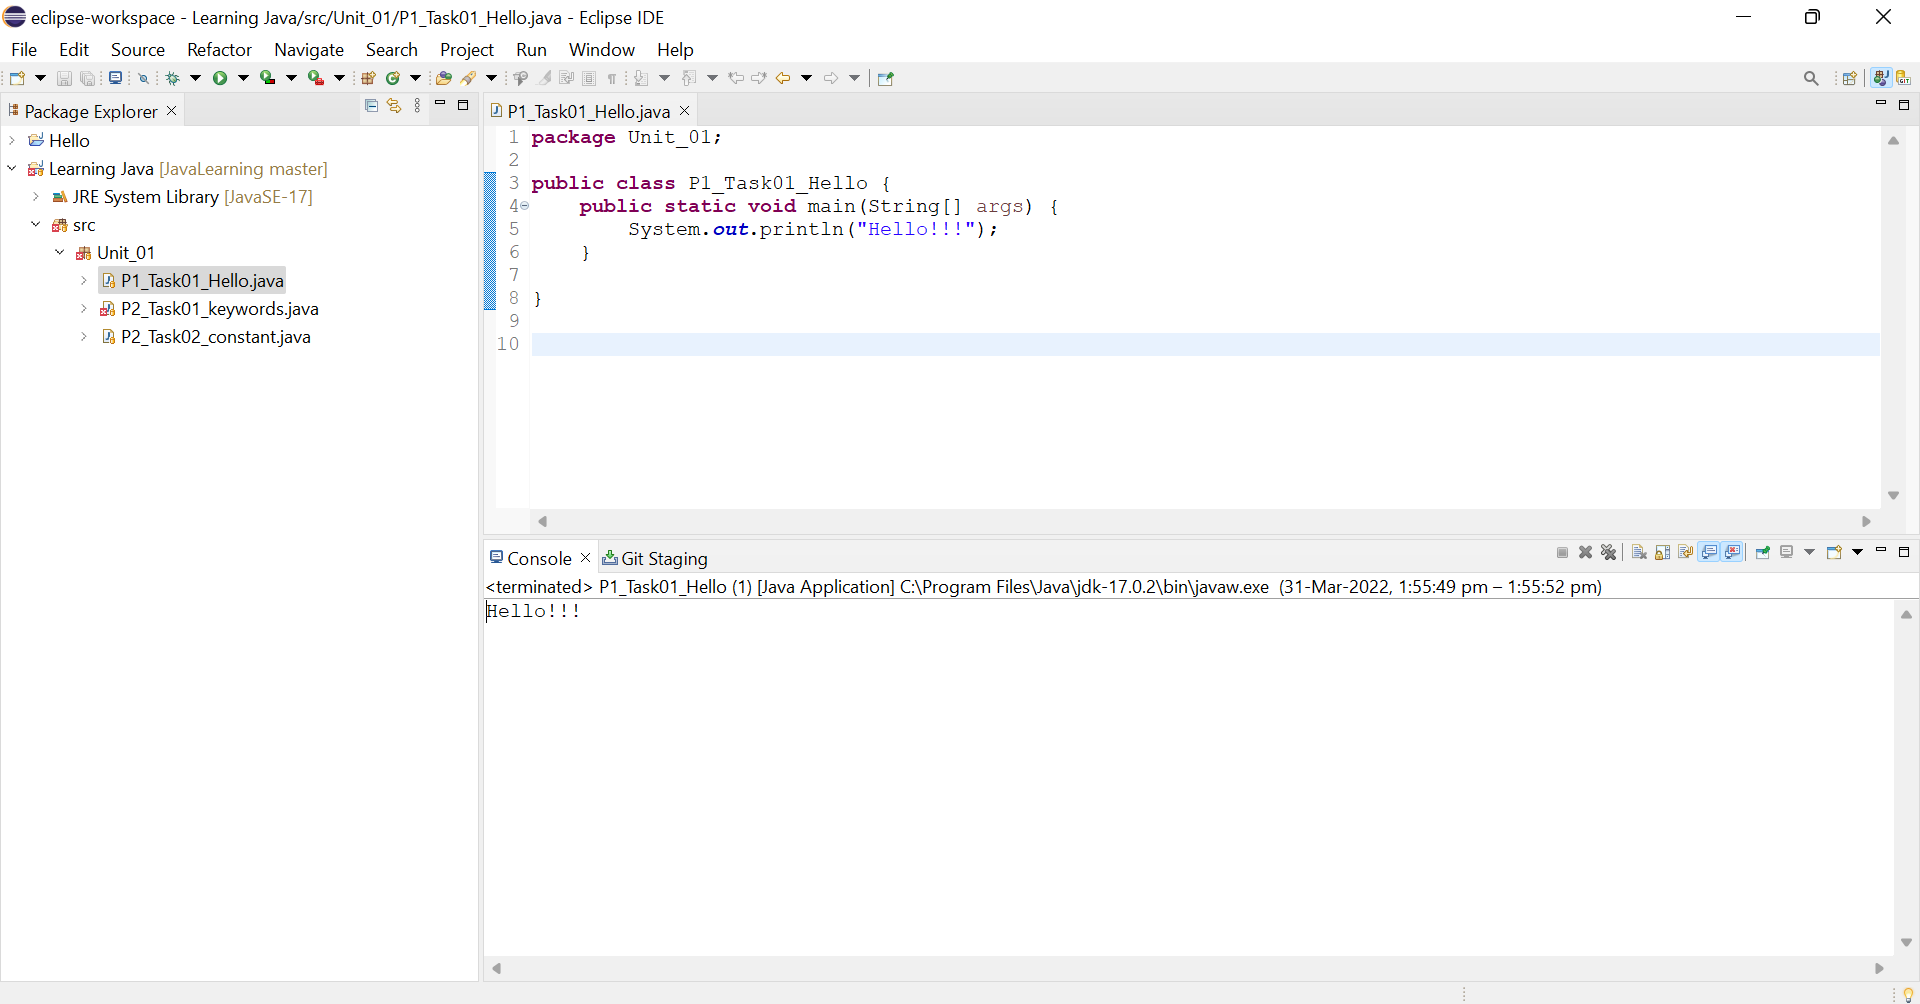 eclipse-workspace - Learning Java/src/Unit_01/P1_Task01_Hello.java - Eclipse IDE
File Edit Source Refactor Navigate Search Project Run Window Help
Package Explorer
Hello
Learning Java [JavaLearning master]
JRE System Library [JavaSE-17]
src
Unit_01
P1_Task01_Hello.java
P2_Task01_keywords.java
P2_Task02_constant.java
P1_Task01_Hello.java
1 package Unit_01;
2
3 public class P1_Task01_Hello {
4 public static void main(String[] args) {
5 System.out.println("Hello!!!");
6 }
7
8 }
9
10
Console Git Staging
<terminated> P1_Task01_Hello (1) [Java Application] C:\Program Files\Java\jdk-17.0.2\bin\javaw.exe (31-Mar-2022, 1:55:49 pm – 1:55:52 pm)
Hello!!!